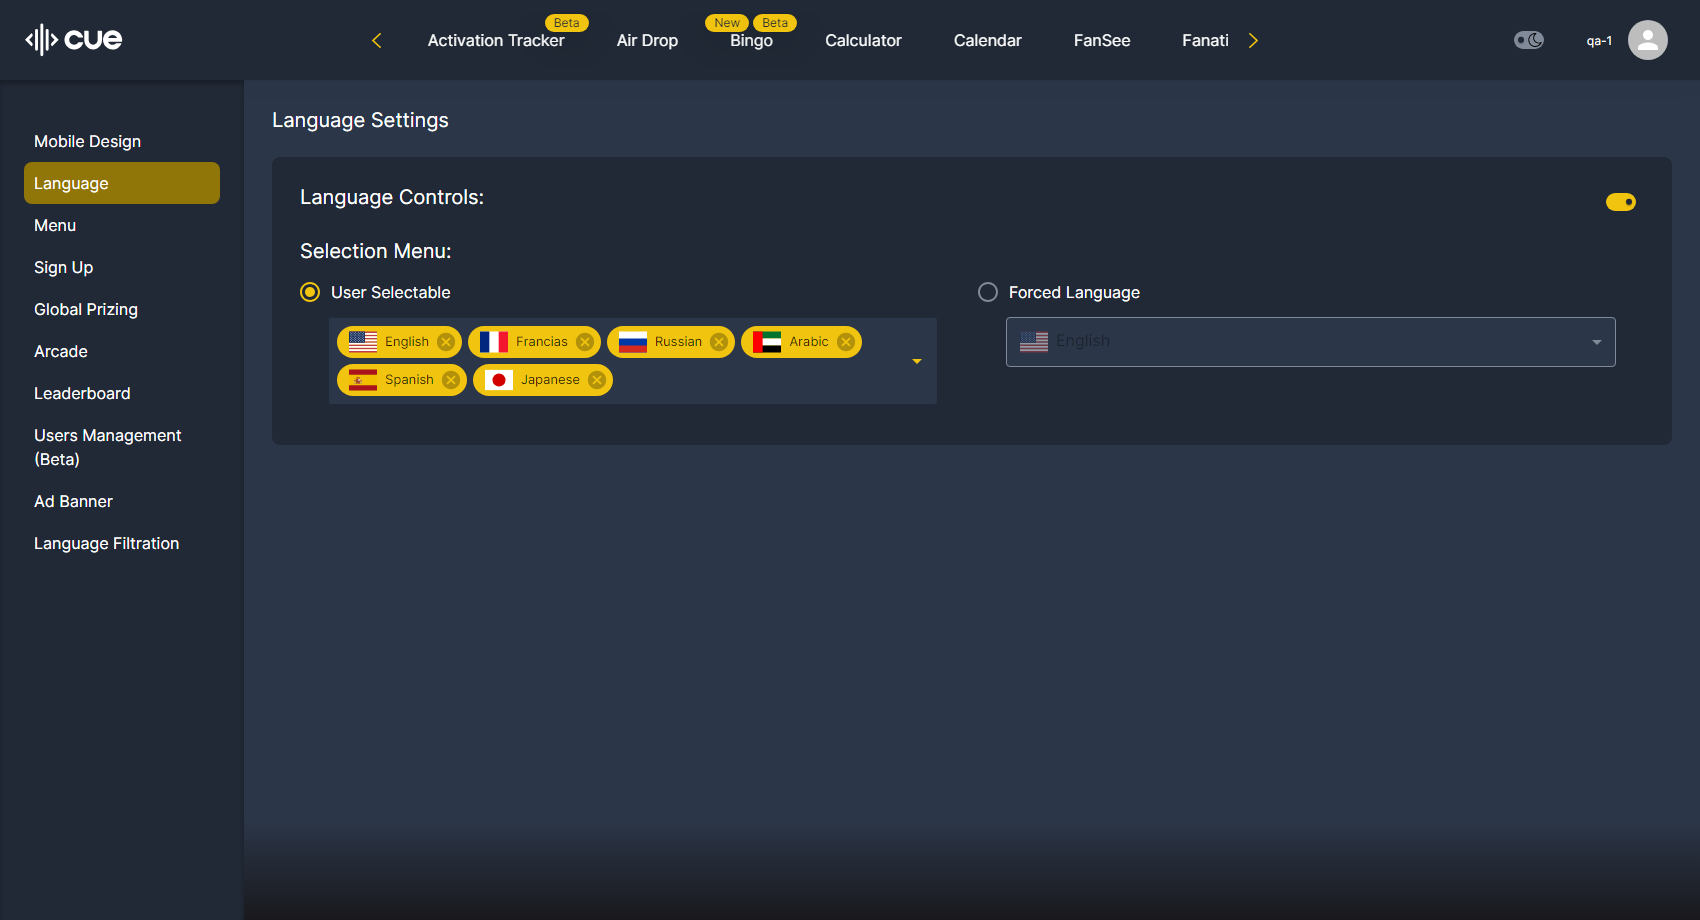 cue
Activation Tracker
Beta
Air Drop
New
Beta
Bingo
Calculator
Calendar
FanSee
Fanati
qa-1
Mobile Design
Language
Menu
Sign Up
Global Prizing
Arcade
Leaderboard
Users Management
(Beta)
Ad Banner
Language Filtration
Language Settings
Language Controls:
Selection Menu:
User Selectable
English
Francias
Russian
Arabic
Spanish
Japanese
Forced Language
English